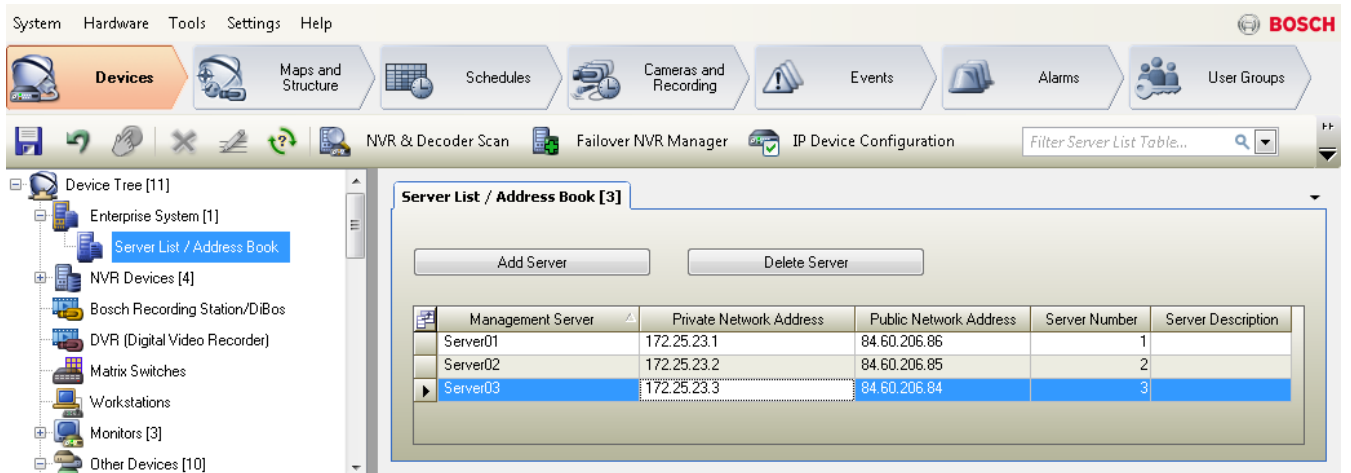 System Hardware Tools Settings Help
BOSCH
Devices
Maps and
Structure
Schedules
Cameras and
Recording
Events
Alarms
User Groups
NVR & Decoder Scan Failover NVR Manager IP Device Configuration Filter Server List Table...
Device Tree [11]
Enterprise System [1]
Server List / Address Book
NVR Devices [4]
Bosch Recording Station/DiBos
DVR (Digital Video Recorder)
Matrix Switches
Workstations
Monitors [3]
Other Devices [10]
Server List / Address Book [3]
Add Server Delete Server
Management Server Private Network Address Public Network Address Server Number Server Description
Server01 172.25.23.1 84.60.206.86 1
Server02 172.25.23.2 84.60.206.85 2
Server03 172.25.23.3 84.60.206.84 3